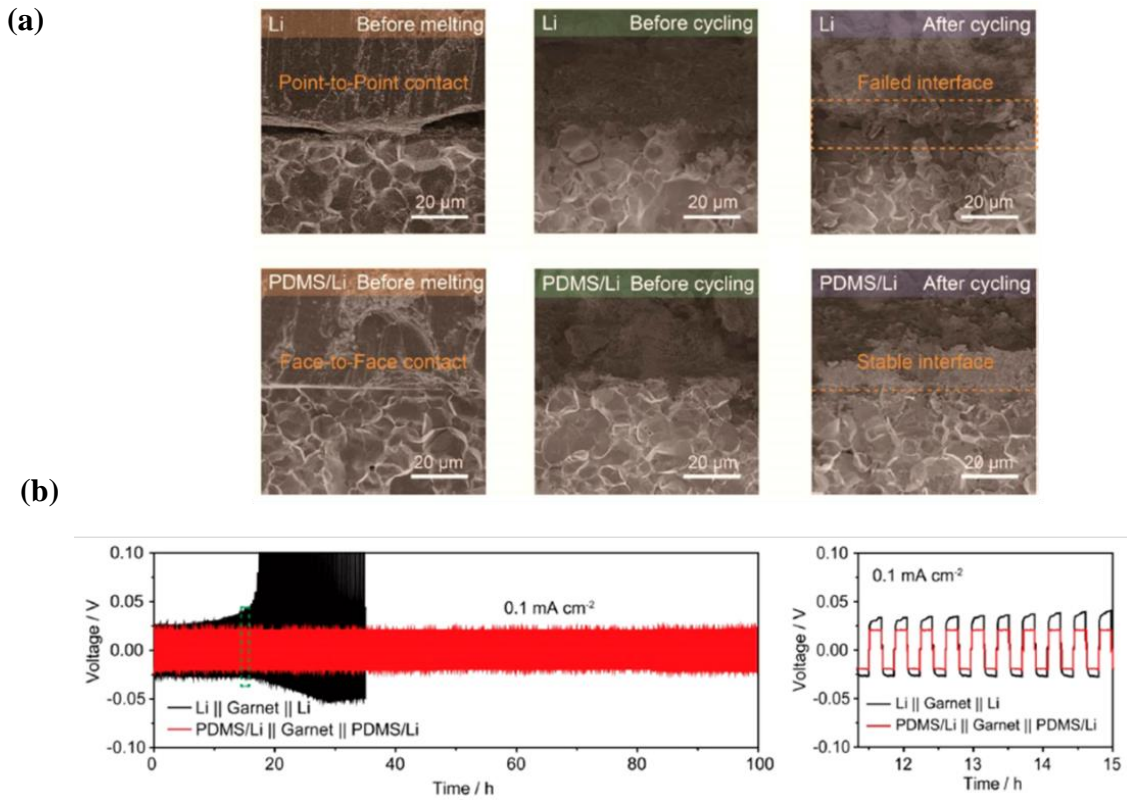 (a)
Li Before melting
Point-to-Point contact
20 μm
Li Before cycling
20 μm
Li After cycling
Failed interface
20 μm
PDMS/Li Before melting
Face-to-Face contact
20 μm
PDMS/Li Before cycling
20 μm
PDMS/Li After cycling
Stable interface
20 μm
(b)
Voltage / V
0.10
0.05
0.00
-0.05
-0.10
0.1 mA cm⁻²
Li || Garnet || Li
PDMS/Li || Garnet || PDMS/Li
0 20 40 60 80 100
Time / h
Voltage / V
0.10
0.05
0.00
-0.05
-0.10
0.1 mA cm⁻²
Li || Garnet || Li
PDMS/Li || Garnet || PDMS/Li
12 13 14 15
Time / h